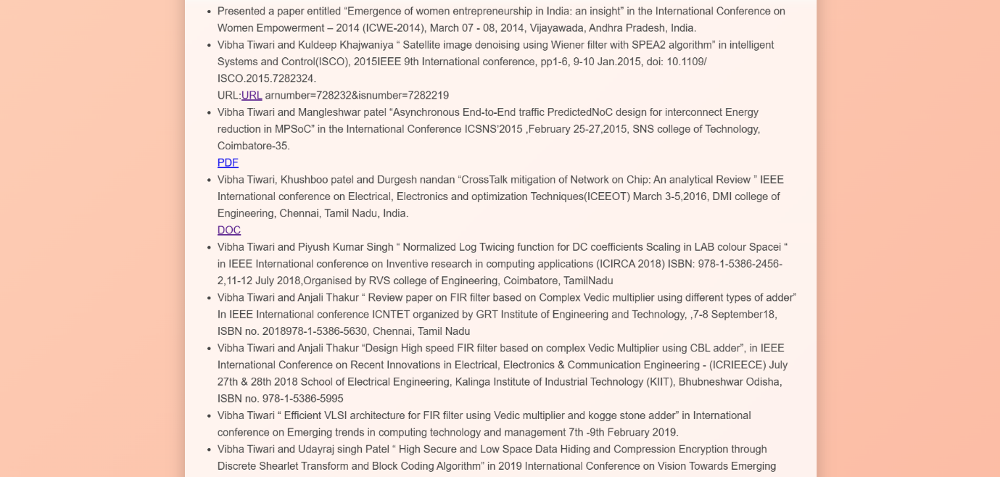 • Presented a paper entitled “Emergence of women entrepreneurship in India: an insight” in the International Conference on
Women Empowerment – 2014 (ICWE-2014), March 07 - 08, 2014, Vijayawada, Andhra Pradesh, India.
• Vibha Tiwari and Kuldeep Khajwaniya “ Satellite image denoising using Wiener filter with SPEA2 algorithm” in intelligent
Systems and Control(ISCO), 2015IEEE 9th International conference, pp1-6, 9-10 Jan.2015, doi: 10.1109/
ISCO.2015.7282324.
URL:URL arnumber=728232&isnumber=7282219
• Vibha Tiwari and Mangleshwar patel “Asynchronous End-to-End traffic PredictedNoC design for interconnect Energy
reduction in MPSoC” in the International Conference ICSNS’2015 ,February 25-27,2015, SNS college of Technology,
Coimbatore-35.
PDF
• Vibha Tiwari, Khushboo patel and Durgesh nandan “CrossTalk mitigation of Network on Chip: An analytical Review ” IEEE
International conference on Electrical, Electronics and optimization Techniques(ICEEOT) March 3-5,2016, DMI college of
Engineering, Chennai, Tamil Nadu, India.
DOC
• Vibha Tiwari and Piyush Kumar Singh “ Normalized Log Twicing function for DC coefficients Scaling in LAB colour Spacei “
in IEEE International conference on Inventive research in computing applications (ICIRCA 2018) ISBN: 978-1-5386-2456-
2,11-12 July 2018,Organised by RVS college of Engineering, Coimbatore, TamilNadu
• Vibha Tiwari and Anjali Thakur “ Review paper on FIR filter based on Complex Vedic multiplier using different types of adder”
In IEEE International conference ICNTET organized by GRT Institute of Engineering and Technology, ,7-8 September18,
ISBN no. 2018978-1-5386-5630, Chennai, Tamil Nadu
• Vibha Tiwari and Anjali Thakur “Design High speed FIR filter based on complex Vedic Multiplier using CBL adder”, in IEEE
International Conference on Recent Innovations in Electrical, Electronics & Communication Engineering - (ICRIEECE) July
27th & 28th 2018 School of Electrical Engineering, Kalinga Institute of Industrial Technology (KIIT), Bhubneshwar Odisha,
ISBN no. 978-1-5386-5995
• Vibha Tiwari “ Efficient VLSI architecture for FIR filter using Vedic multiplier and kogge stone adder” in International
conference on Emerging trends in computing technology and management 7th -9th February 2019.
• Vibha Tiwari and Udayraj singh Patel “ High Secure and Low Space Data Hiding and Compression Encryption through
Discrete Shearlet Transform and Block Coding Algorithm” in 2019 International Conference on Vision Towards Emerging